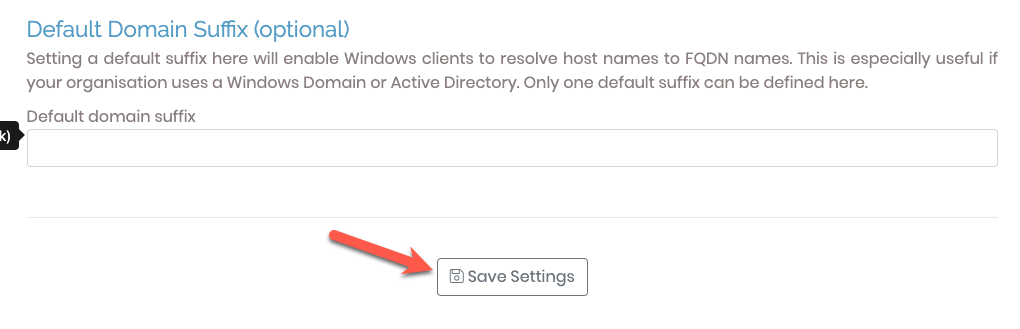 Default Domain Suffix (optional)
Setting a default suffix here will enable Windows clients to resolve host names to FQDN names. This is especially useful if
your organisation uses a Windows Domain or Active Directory. Only one default suffix can be defined here.
Default domain suffix
k)
Save Settings